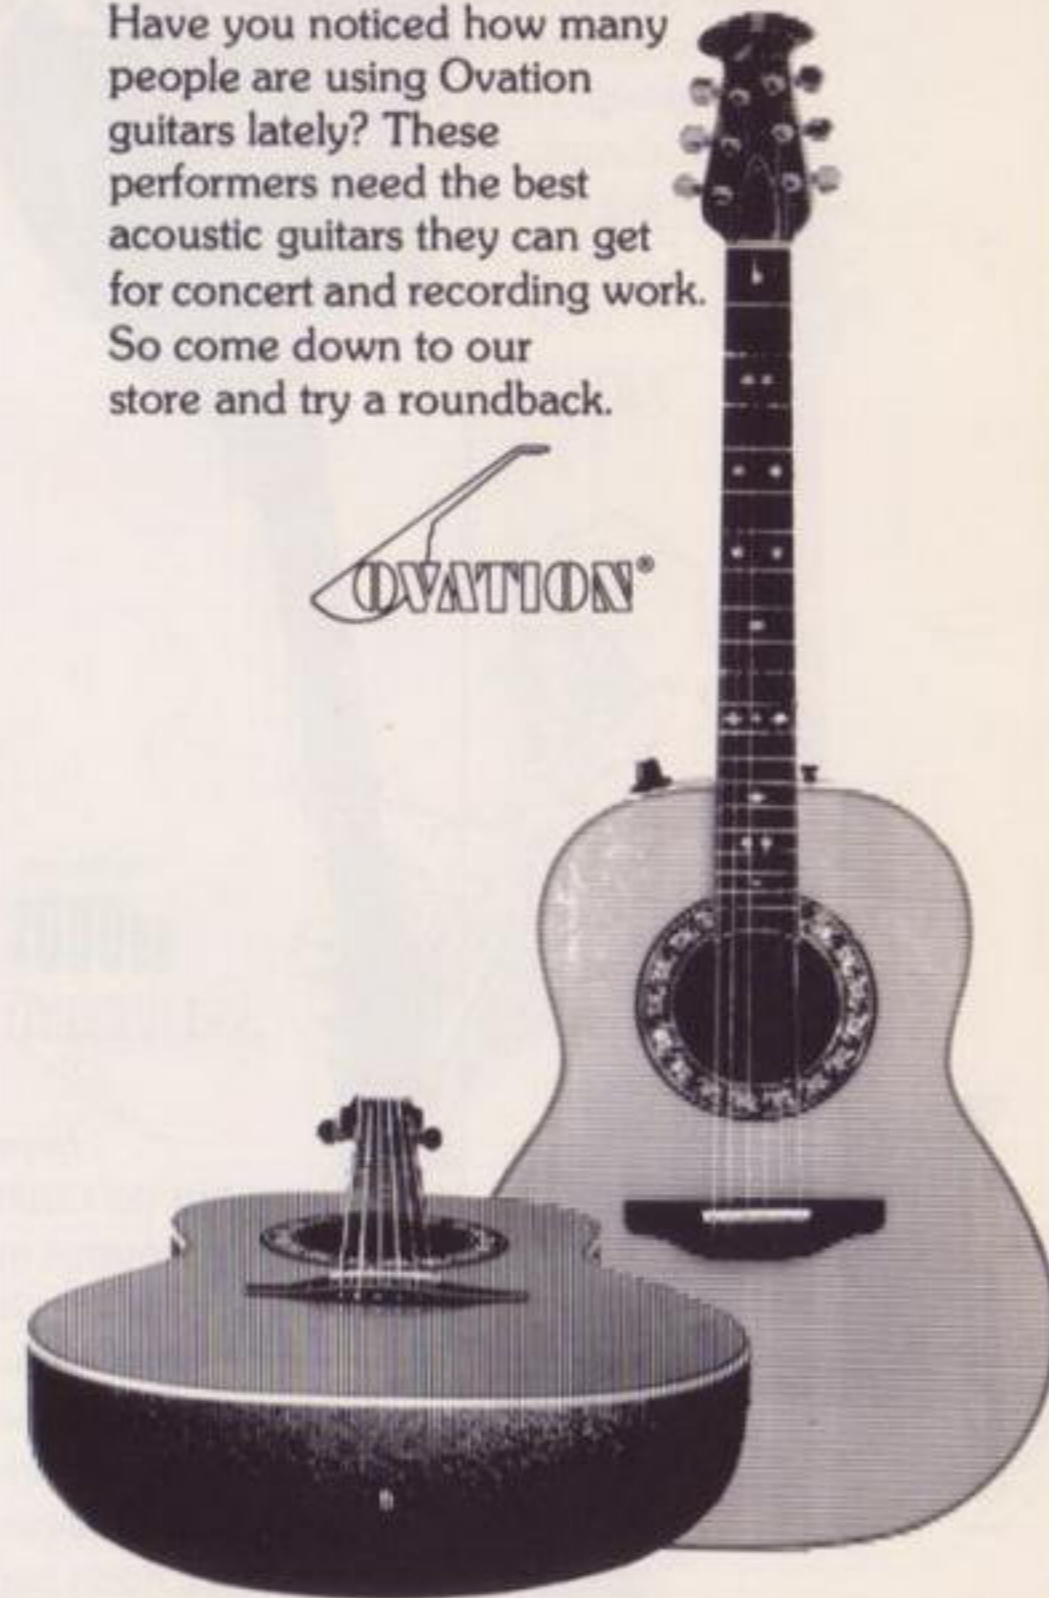 Have you noticed how many
people are using Ovation
guitars lately? These
performers need the best
acoustic guitars they can get
for concert and recording work.
So come down to our
store and try a roundback.
OVATION®